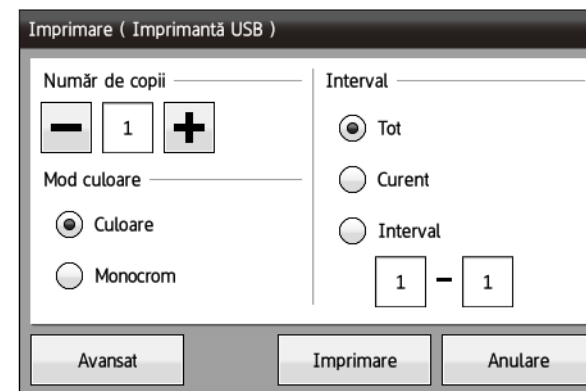 Imprimare ( Imprimantă USB )
Număr de copii
1
Mod culoare
Culoare
Monocrom
Interval
Tot
Curent
Interval
1 – 1
Avansat
Imprimare
Anulare